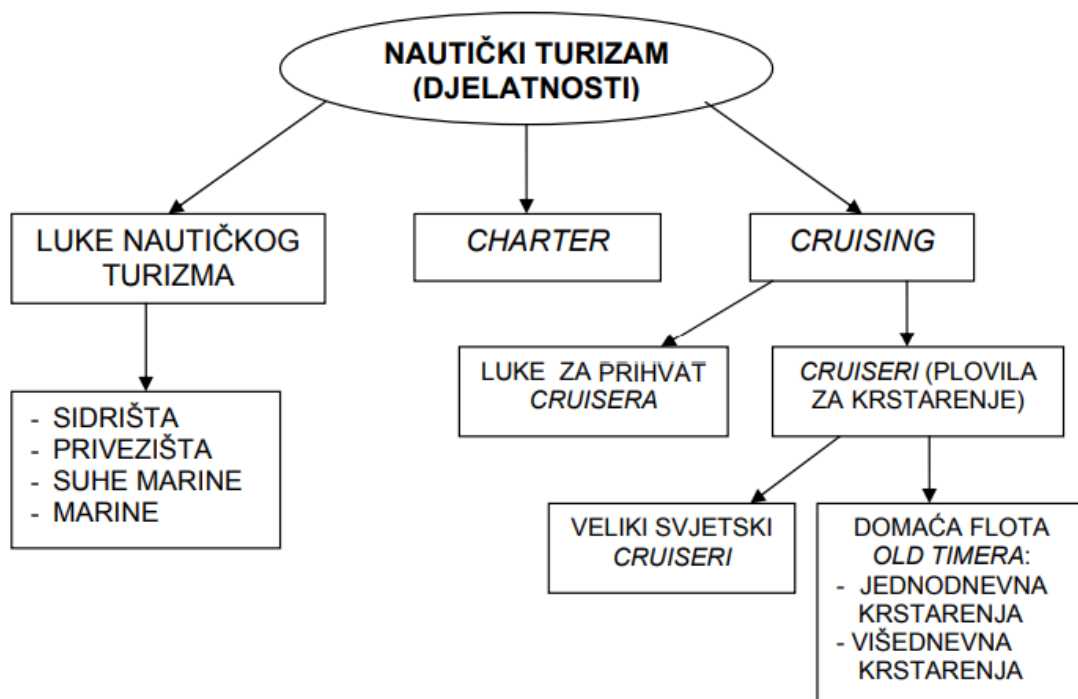 NAUTIČKI TURIZAM
(DJELATNOSTI)
LUKE NAUTIČKOG
TURIZMA
CHARTER
CRUISING
LUKE ZA PRIHVAT
CRUISERA
CRUISERI (PLOVILA
ZA KRSTARENJE)
- SIDRIŠTA
- PRIVEZIŠTA
- SUHE MARINE
- MARINE
VELIKI SVJETSKI
CRUISERI
DOMAĆA FLOTA
OLD TIMERA:
- JEDNODNEVNA
KRSTARENJA
- VIŠEDNEVNA
KRSTARENJA